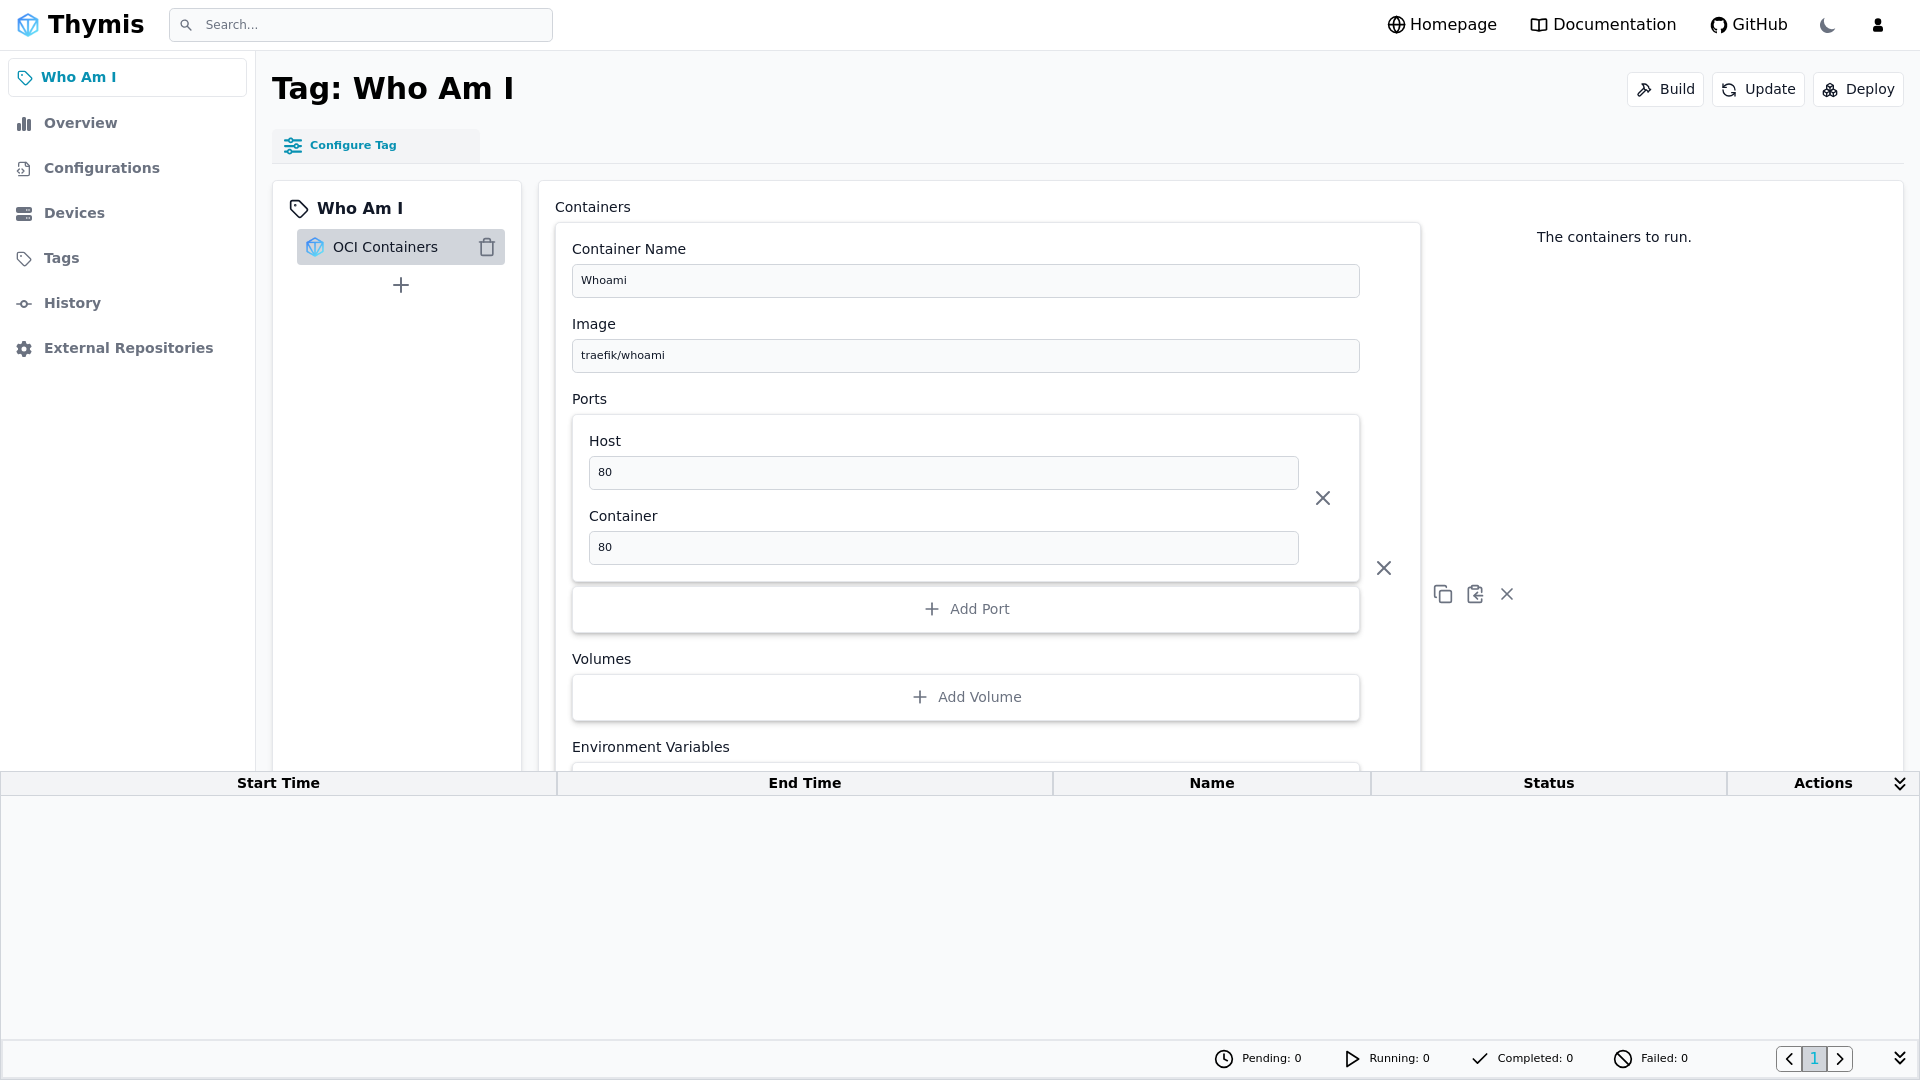 Thymis
Search...
Homepage
Documentation
GitHub
Who Am I
Overview
Configurations
Devices
Tags
History
External Repositories
Tag: Who Am I
Build
Update
Deploy
Configure Tag
Who Am I
OCI Containers
Containers
The containers to run.
Container Name
Whoami
Image
traefik/whoami
Ports
Host
80
Container
80
Add Port
Volumes
Add Volume
Environment Variables
Start Time End Time Name Status Actions
Pending: 0 Running: 0 Completed: 0 Failed: 0 1